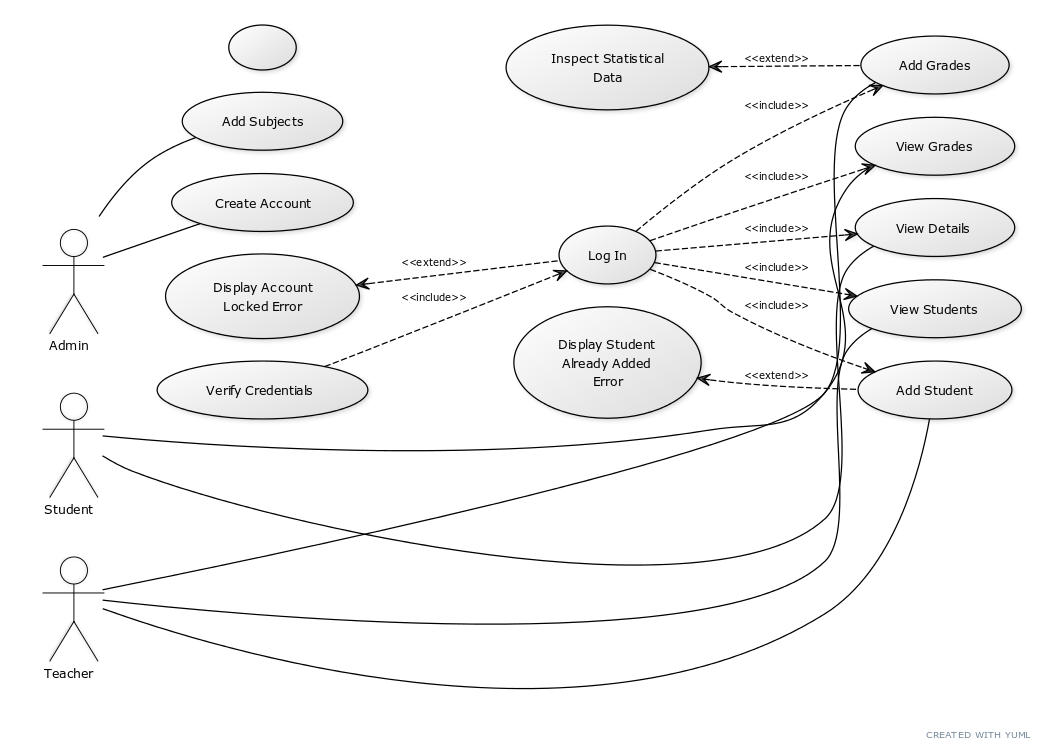 Inspect Statistical
Data
<<extend>>
Add Grades
<<include>>
Add Subjects
View Grades
<<include>>
Create Account
<<include>>
View Details
Log In
<<extend>>
<<include>>
Display Account
Locked Error
<<include>>
<<include>>
View Students
Admin
Display Student
Already Added
Error
<<extend>>
Verify Credentials
Add Student
Student
Teacher
CREATED WITH YUML